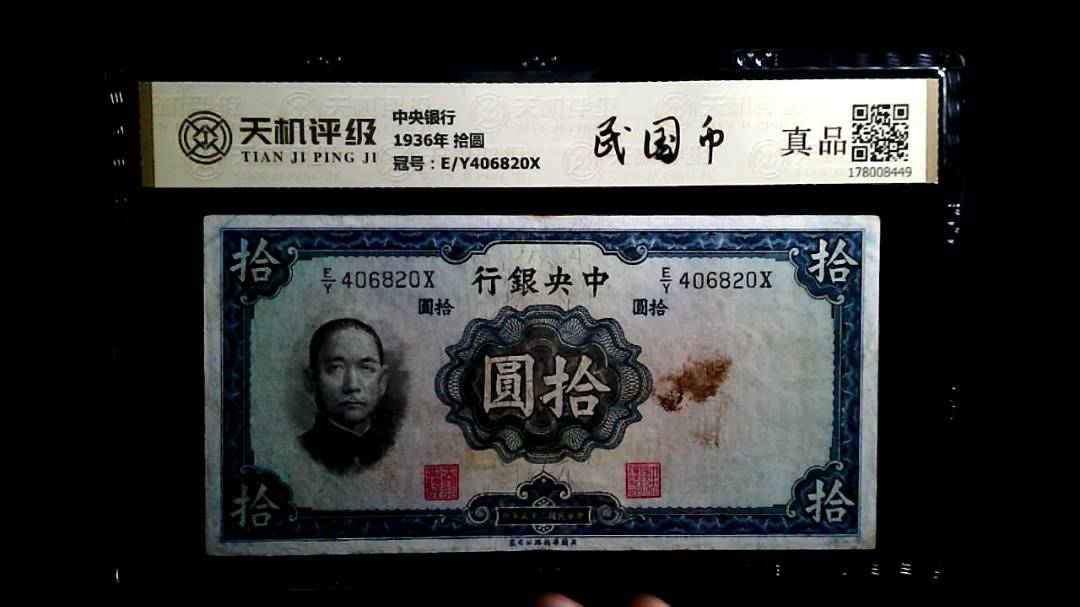 天机评级
TIAN JI PING JI
中央银行
1936年 拾圆
冠号：E/Y406820X
民国币
真品
178008449
拾
拾
E/Y 406820X
行銀央中
E/Y 406820X
圓拾
圓拾
圓拾
拾
拾